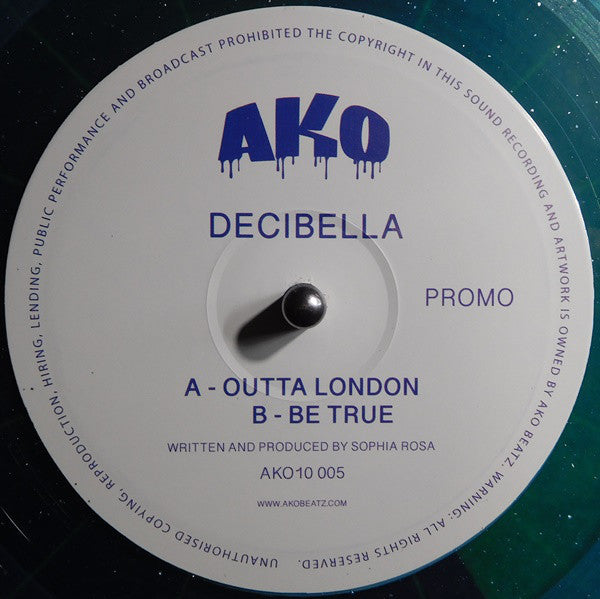 AKO
DECIBELLA
PROMO
A - OUTTA LONDON
B - BE TRUE
WRITTEN AND PRODUCED BY SOPHIA ROSA
AKO10 005
WWW.AKOBEATZ.COM
UNAUTHORISED COPYING, REPRODUCTION, HIRING, LENDING, PUBLIC PERFORMANCE AND BROADCAST PROHIBITED THE COPYRIGHT IN THIS SOUND RECORDING AND ARTWORK IS OWNED BY AKO BEATZ. WARNING: ALL RIGHTS RESERVED.